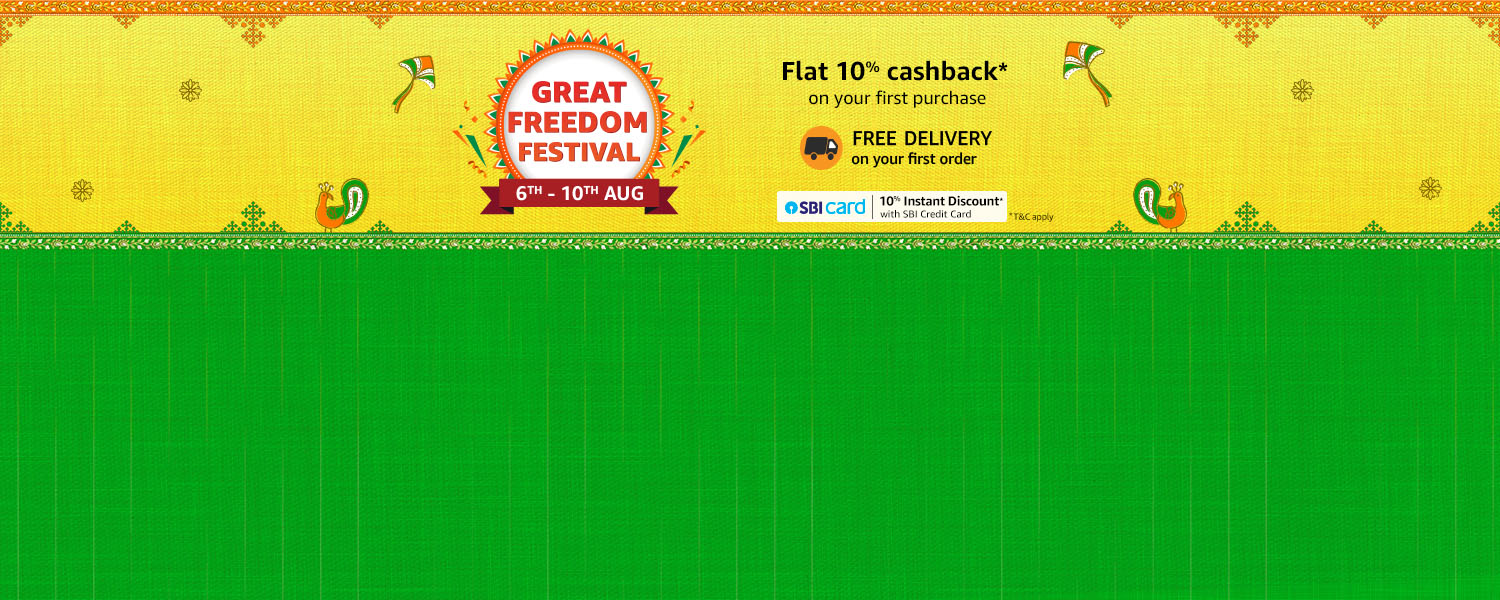 GREAT
FREEDOM
FESTIVAL
6TH - 10TH AUG
Flat 10% cashback*
on your first purchase
FREE DELIVERY
on your first order
SBI card
10% Instant Discount*
with SBI Credit Card
*T&C apply